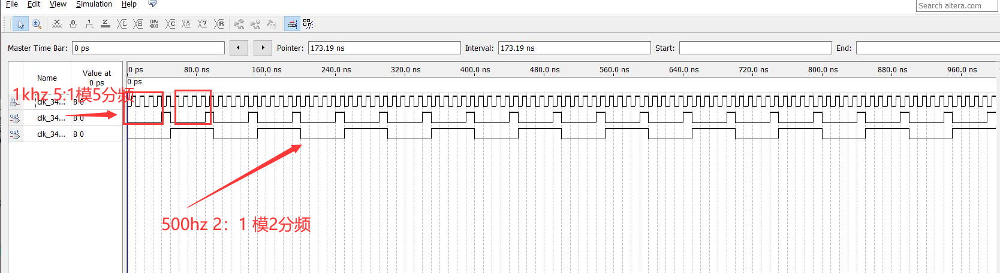 File Edit View Simulation Help
Search altera.com
Master Time Bar: 0 ps Pointer: 173.19 ns Interval: 173.19 ns Start: End:
Name
Value at
0 ps
0 ps 80.0 ns 160.0 ns 240.0 ns 320.0 ns 400.0 ns 480.0 ns 560.0 ns 640.0 ns 720.0 ns 800.0 ns 880.0 ns 960.0 ns
0 ps
1khz 5:1模5分频
in clk_34... B 0
out clk_34... B 0
out clk_34... B 0
500hz 2：1 模2分频